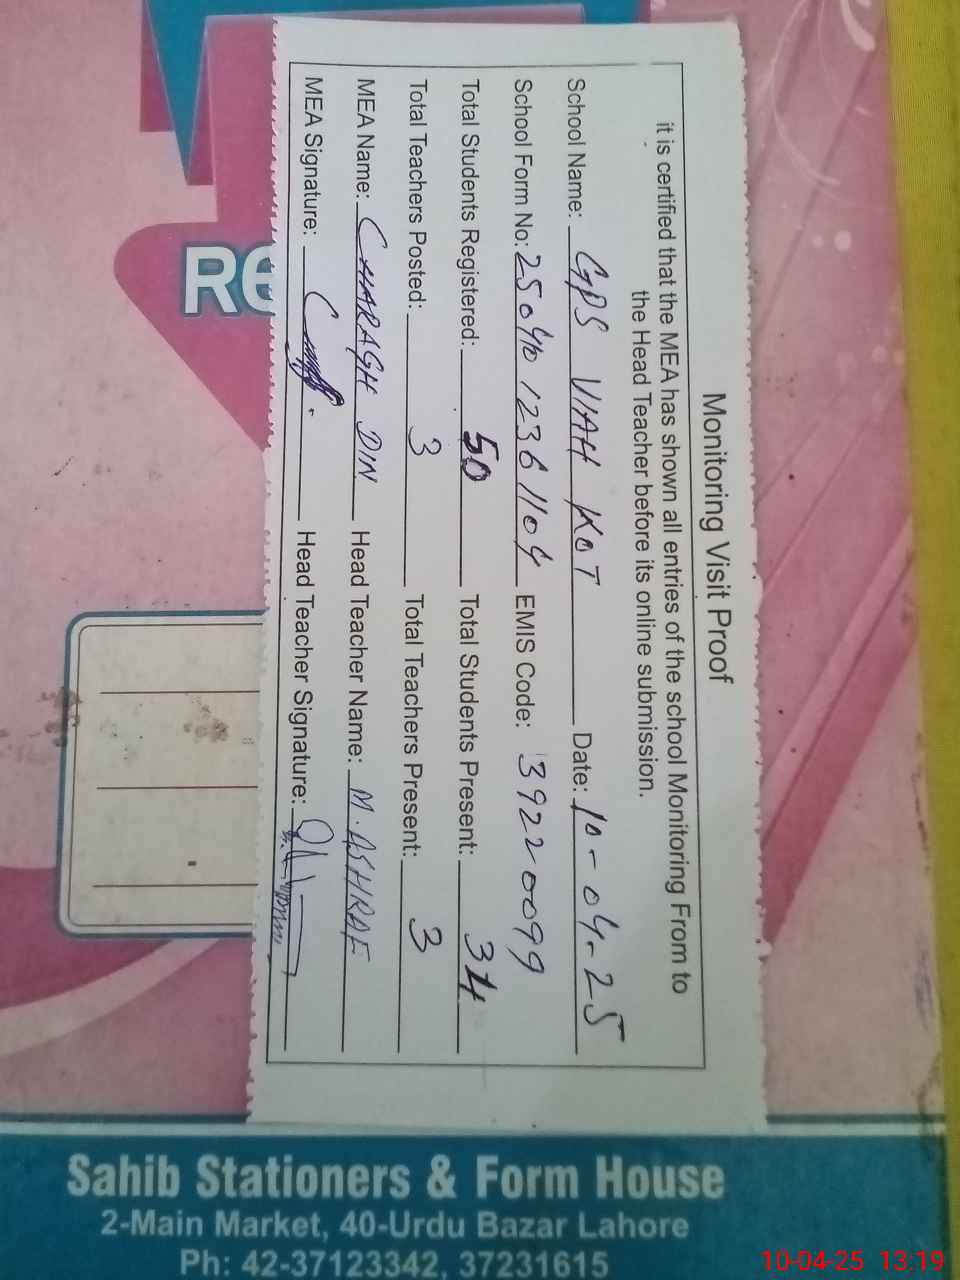 Monitoring Visit Proof
it is certified that the MEA has shown all entries of the school Monitoring From to
the Head Teacher before its online submission.
School Name: GPS VIAH KOT Date: 10-04-25
School Form No: 25040 12361104 EMIS Code: 39220099
Total Students Registered: 50 Total Students Present: 34
Total Teachers Posted: 3 Total Teachers Present: 3
MEA Name: CHARAGH DIN Head Teacher Name: M. ASHRAF
MEA Signature: Head Teacher Signature:
Re
Sahib Stationers & Form House
2-Main Market, 40-Urdu Bazar Lahore
Ph: 42-37123342, 37231615
10-04-25 13:19